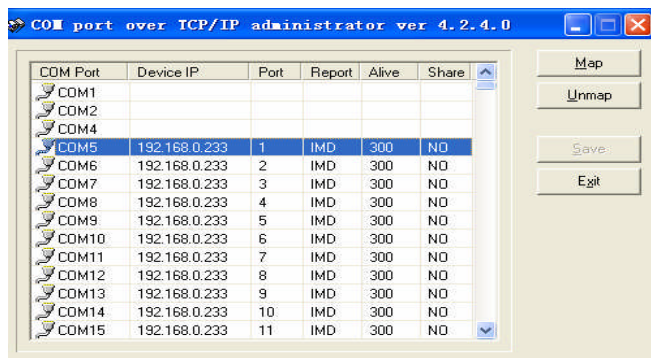 COM port over TCP/IP administrator ver 4.2.4.0
COM Port Device IP Port Report Alive Share
COM1
COM2
COM4
COM5 192.168.0.233 1 IMD 300 NO
COM6 192.168.0.233 2 IMD 300 NO
COM7 192.168.0.233 3 IMD 300 NO
COM8 192.168.0.233 4 IMD 300 NO
COM9 192.168.0.233 5 IMD 300 NO
COM10 192.168.0.233 6 IMD 300 NO
COM11 192.168.0.233 7 IMD 300 NO
COM12 192.168.0.233 8 IMD 300 NO
COM13 192.168.0.233 9 IMD 300 NO
COM14 192.168.0.233 10 IMD 300 NO
COM15 192.168.0.233 11 IMD 300 NO
Map
Unmap
Save
Exit